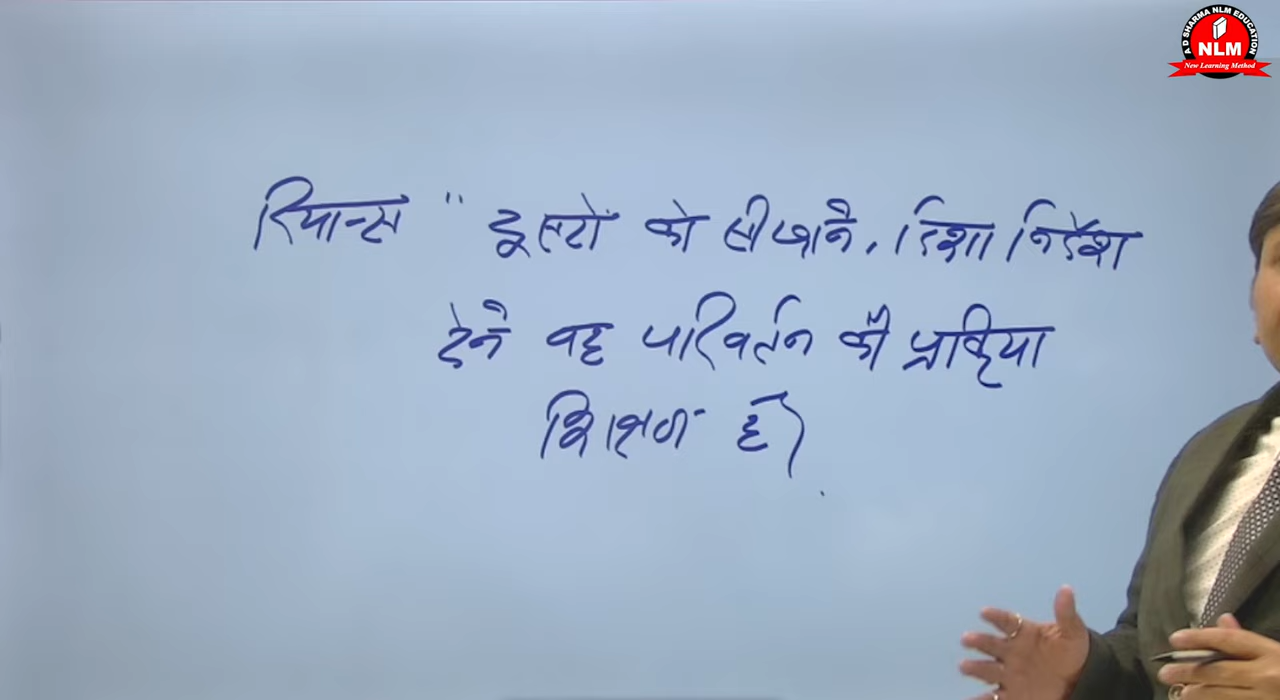 A D SHARMA NLM EDUCATION
NLM
New Learning Method
रियान्स " दूसरों को सीखाने, दिशा निर्देश
देने वह परिवर्तन की प्रक्रिया
शिक्षण है।